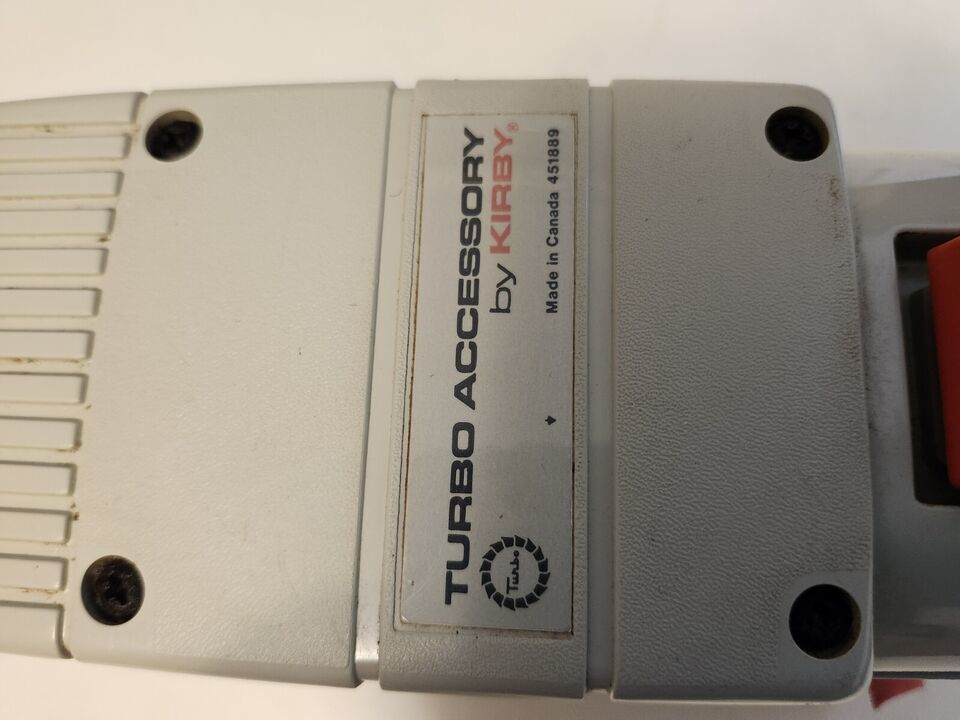 TURBO ACCESSORY
by KIRBY®
Made in Canada 451889
Turbo